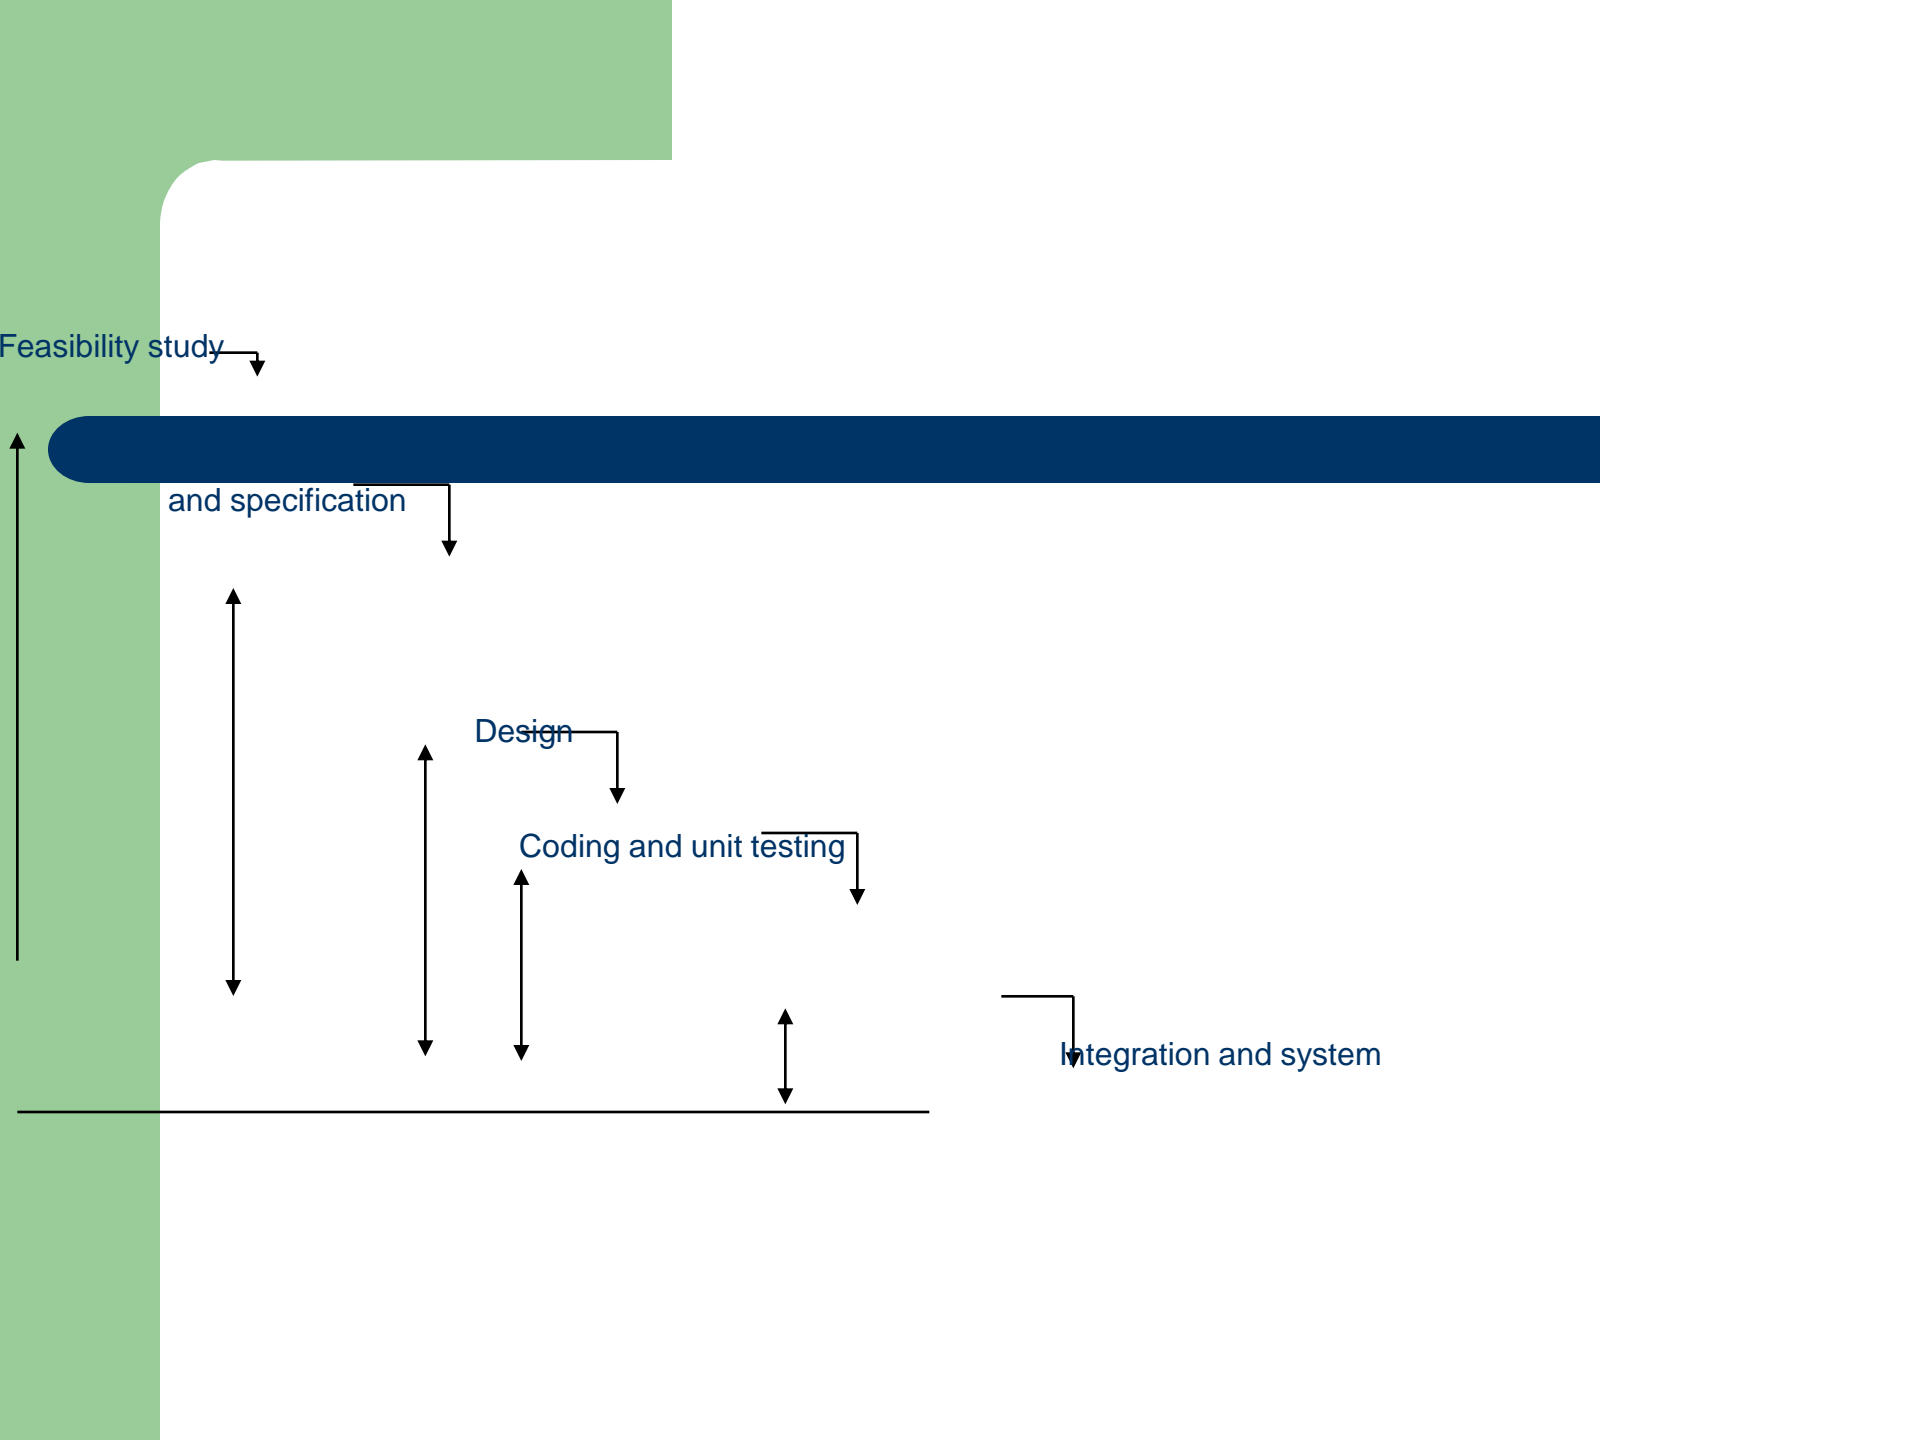 Feasibility study
and specification
Design
Coding and unit testing
Integration and system